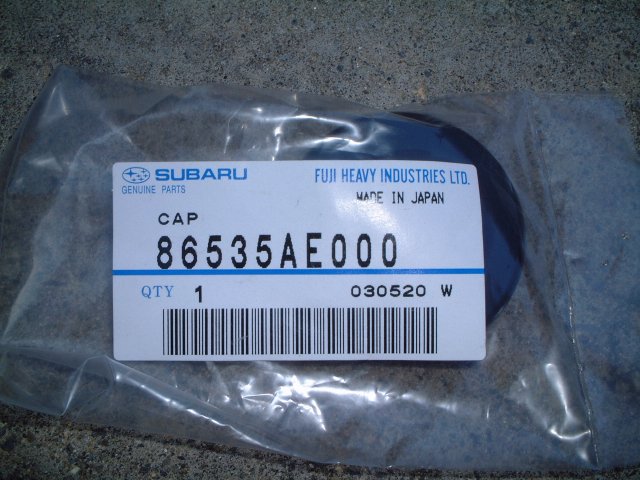 SUBARU FUJI HEAVY INDUSTRIES LTD.
GENUINE PARTS MADE IN JAPAN
CAP
86535AE000
QTY 1 030520 W